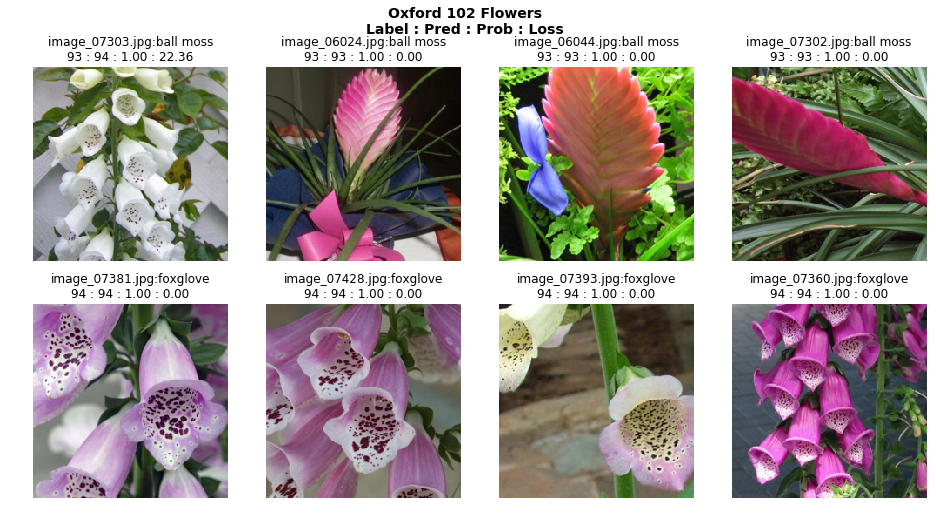 Oxford 102 Flowers
Label : Pred : Prob : Loss
image_07303.jpg:ball moss
93 : 94 : 1.00 : 22.36
image_06024.jpg:ball moss
93 : 93 : 1.00 : 0.00
image_06044.jpg:ball moss
93 : 93 : 1.00 : 0.00
image_07302.jpg:ball moss
93 : 93 : 1.00 : 0.00
image_07381.jpg:foxglove
94 : 94 : 1.00 : 0.00
image_07428.jpg:foxglove
94 : 94 : 1.00 : 0.00
image_07393.jpg:foxglove
94 : 94 : 1.00 : 0.00
image_07360.jpg:foxglove
94 : 94 : 1.00 : 0.00